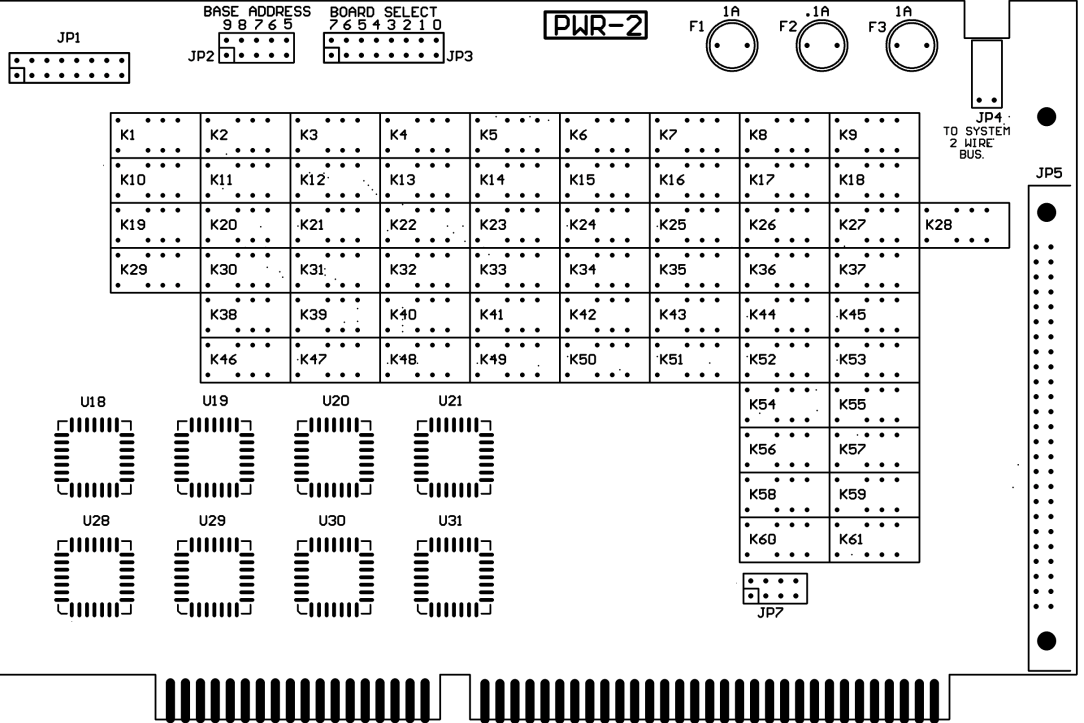 BASE ADDRESS BOARD SELECT
9 8 7 6 5 7 6 5 4 3 2 1 0
PWR-2
1A .1A 1A
F1 F2 F3
JP1
JP2 JP3
JP4
TO SYSTEM
2 WIRE
BUS.
JP5
K1 K2 K3 K4 K5 K6 K7 K8 K9
K10 K11 K12 K13 K14 K15 K16 K17 K18
K19 K20 K21 K22 K23 K24 K25 K26 K27 K28
K29 K30 K31 K32 K33 K34 K35 K36 K37
K38 K39 K40 K41 K42 K43 K44 K45
K46 K47 K48 K49 K50 K51 K52 K53
K54 K55
K56 K57
K58 K59
K60 K61
U18 U19 U20 U21
U28 U29 U30 U31
JP7